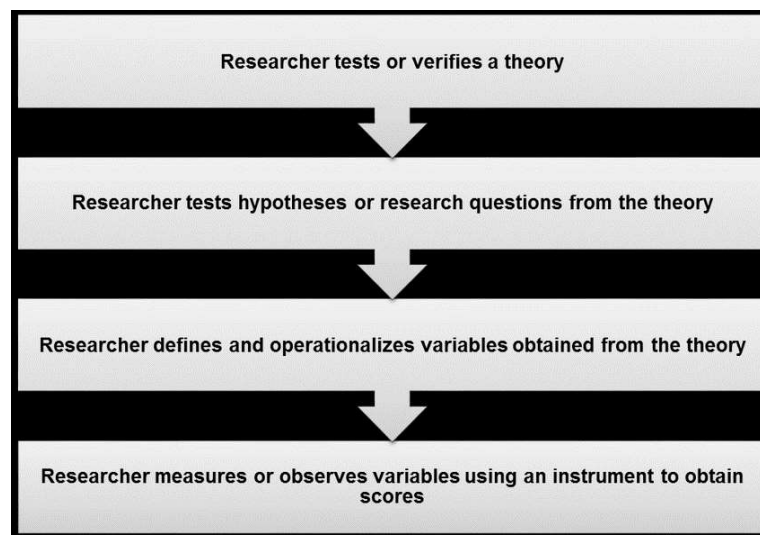 Researcher tests or verifies a theory
Researcher tests hypotheses or research questions from the theory
Researcher defines and operationalizes variables obtained from the theory
Researcher measures or observes variables using an instrument to obtain
scores